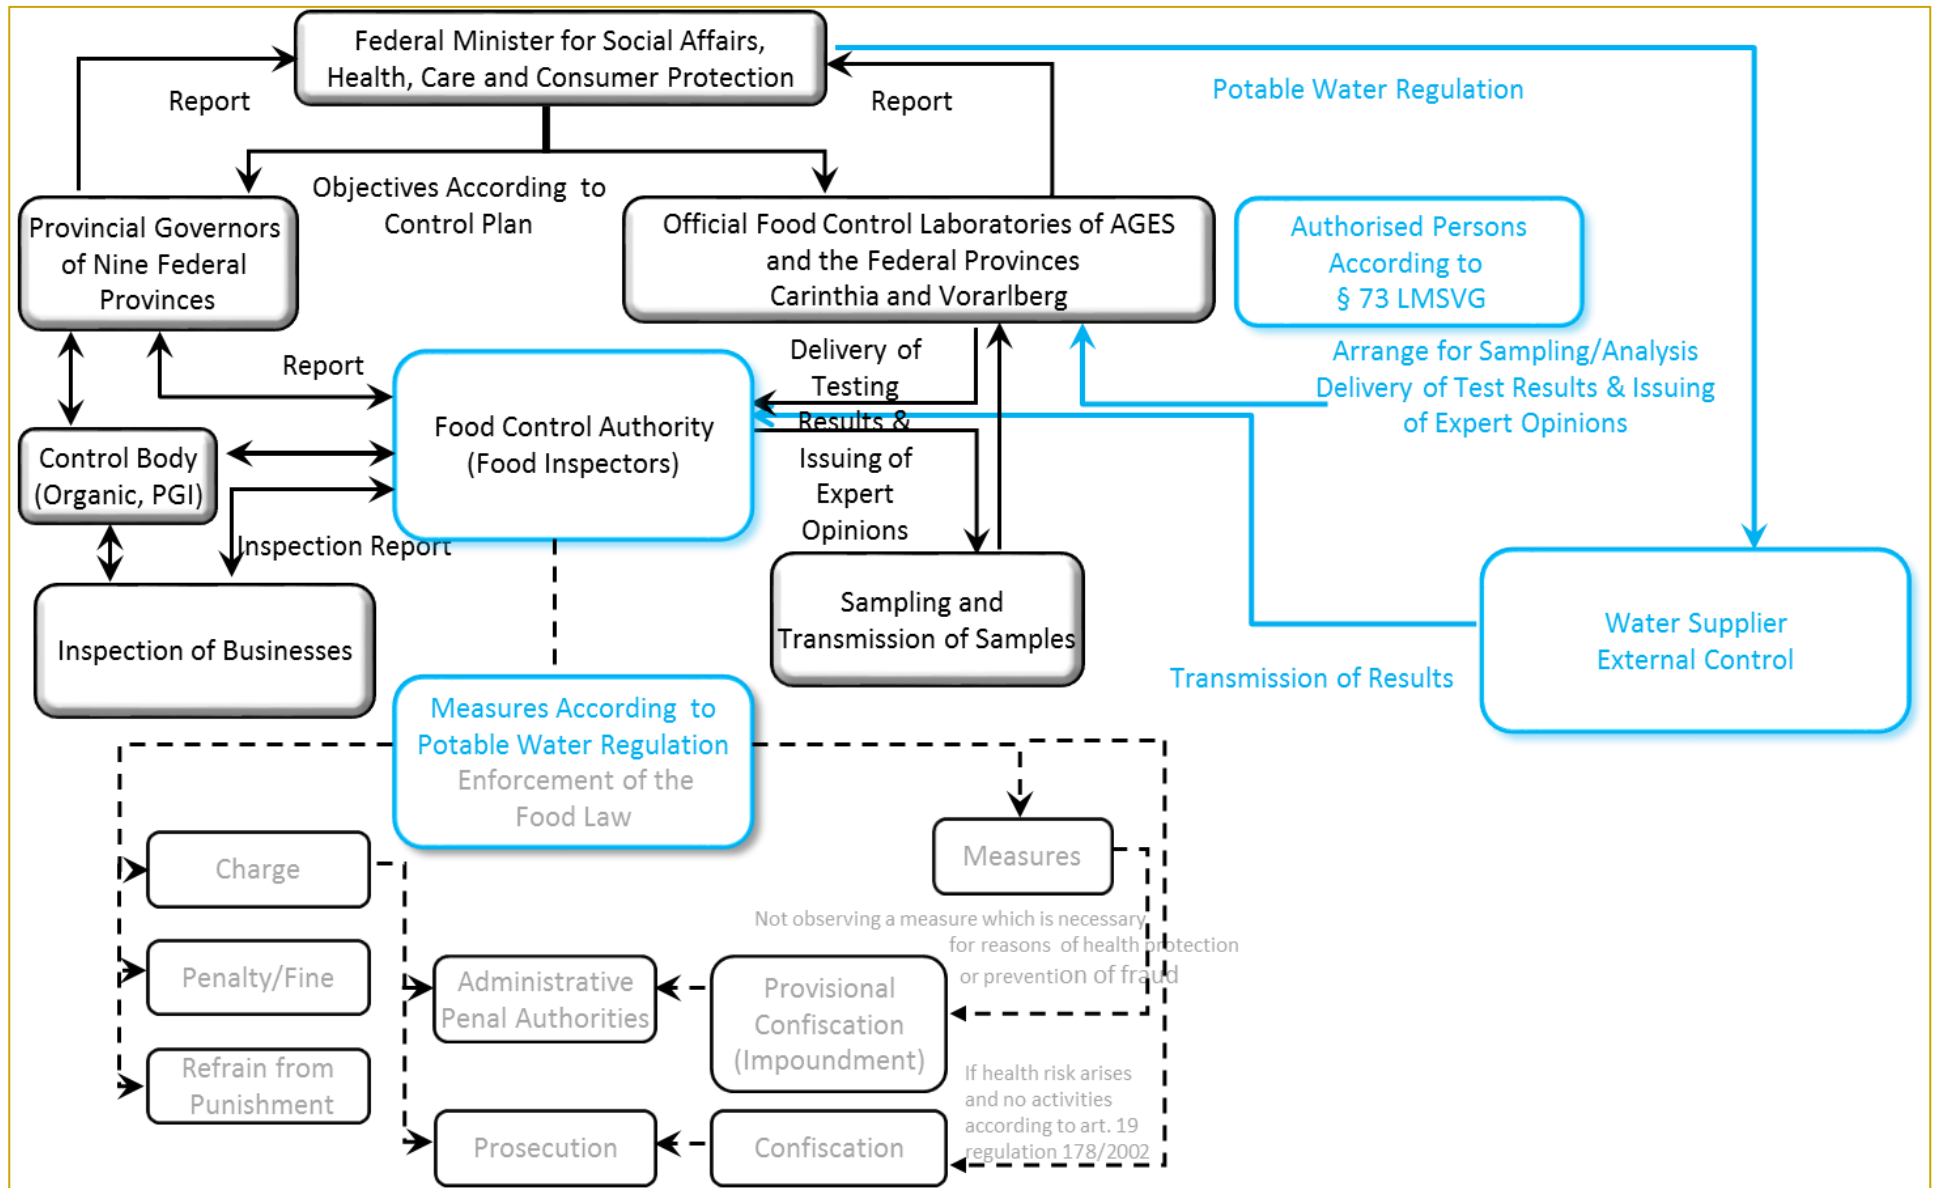 Federal Minister for Social Affairs,
Health, Care and Consumer Protection
Report
Report
Potable Water Regulation
Objectives According to
Control Plan
Provincial Governors
of Nine Federal
Provinces
Official Food Control Laboratories of AGES
and the Federal Provinces
Carinthia and Vorarlberg
Authorised Persons
According to
§ 73 LMSVG
Report
Delivery of
Testing
Results &
Issuing of
Expert
Opinions
Arrange for Sampling/Analysis
Delivery of Test Results & Issuing
of Expert Opinions
Food Control Authority
(Food Inspectors)
Control Body
(Organic, PGI)
Inspection Report
Inspection of Businesses
Sampling and
Transmission of Samples
Water Supplier
External Control
Transmission of Results
Measures According to
Potable Water Regulation
Enforcement of the
Food Law
Charge
Measures
Not observing a measure which is necessary
for reasons of health protection
or prevention of fraud
Penalty/Fine
Administrative
Penal Authorities
Provisional
Confiscation
(Impoundment)
Refrain from
Punishment
If health risk arises
and no activities
according to art. 19
regulation 178/2002
Prosecution
Confiscation